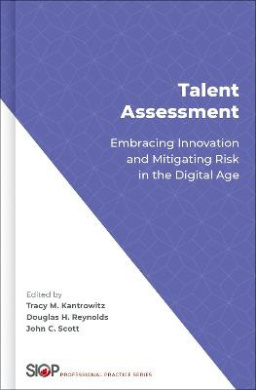 Talent
Assessment
Embracing Innovation
and Mitigating Risk
in the Digital Age
Edited by
Tracy M. Kantrowitz
Douglas H. Reynolds
John C. Scott
SIOP PROFESSIONAL PRACTICE SERIES